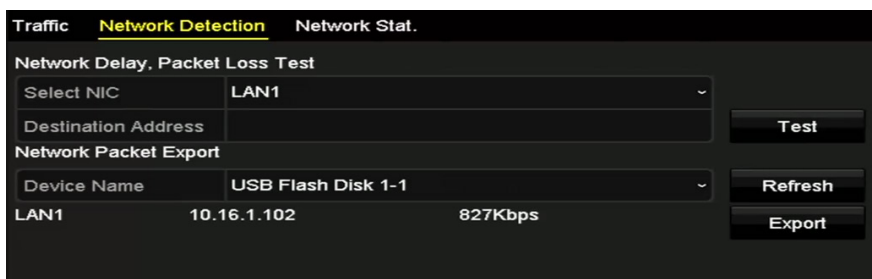 Traffic Network Detection Network Stat.
Network Delay, Packet Loss Test
Select NIC LAN1
Destination Address Test
Network Packet Export
Device Name USB Flash Disk 1-1 Refresh
LAN1 10.16.1.102 827Kbps Export